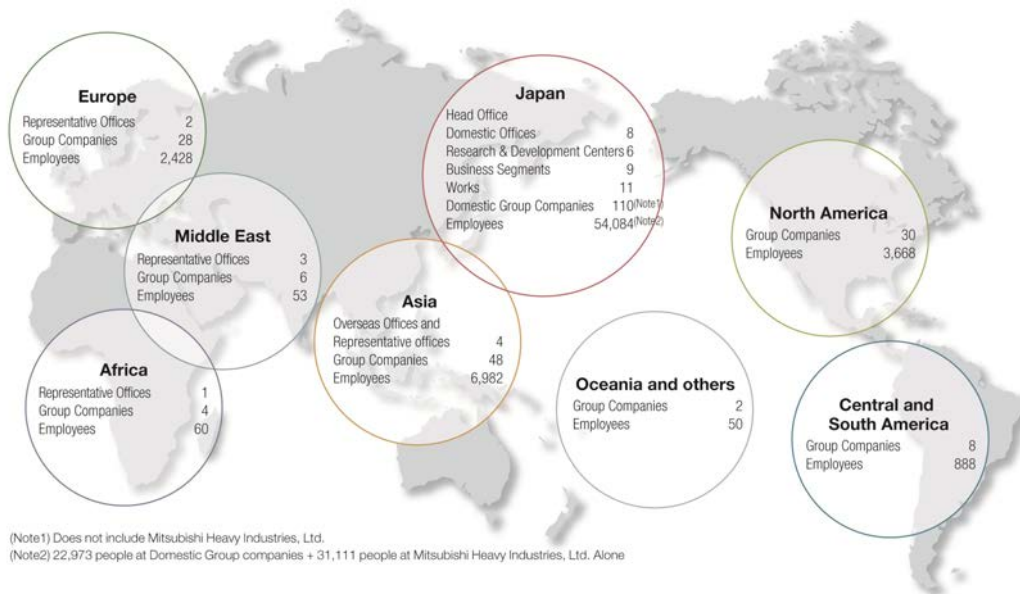 Europe
Representative Offices 2
Group Companies 28
Employees 2,428
Middle East
Representative Offices 3
Group Companies 6
Employees 53
Africa
Representative Offices 1
Group Companies 4
Employees 60
Japan
Head Office
Domestic Offices 8
Research & Development Centers 6
Business Segments 9
Works 11
Domestic Group Companies 110(Note1)
Employees 54,084(Note2)
Asia
Overseas Offices and
Representative offices 4
Group Companies 48
Employees 6,982
Oceania and others
Group Companies 2
Employees 50
North America
Group Companies 30
Employees 3,668
Central and
South America
Group Companies 8
Employees 888
(Note1) Does not include Mitsubishi Heavy Industries, Ltd.
(Note2) 22,973 people at Domestic Group companies + 31,111 people at Mitsubishi Heavy Industries, Ltd. Alone